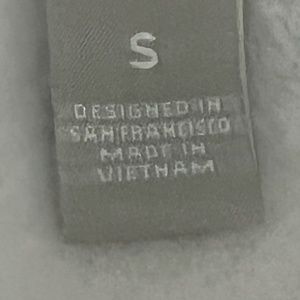 S
DESIGNED IN
SAN FRANCISCO
MADE IN
VIETNAM